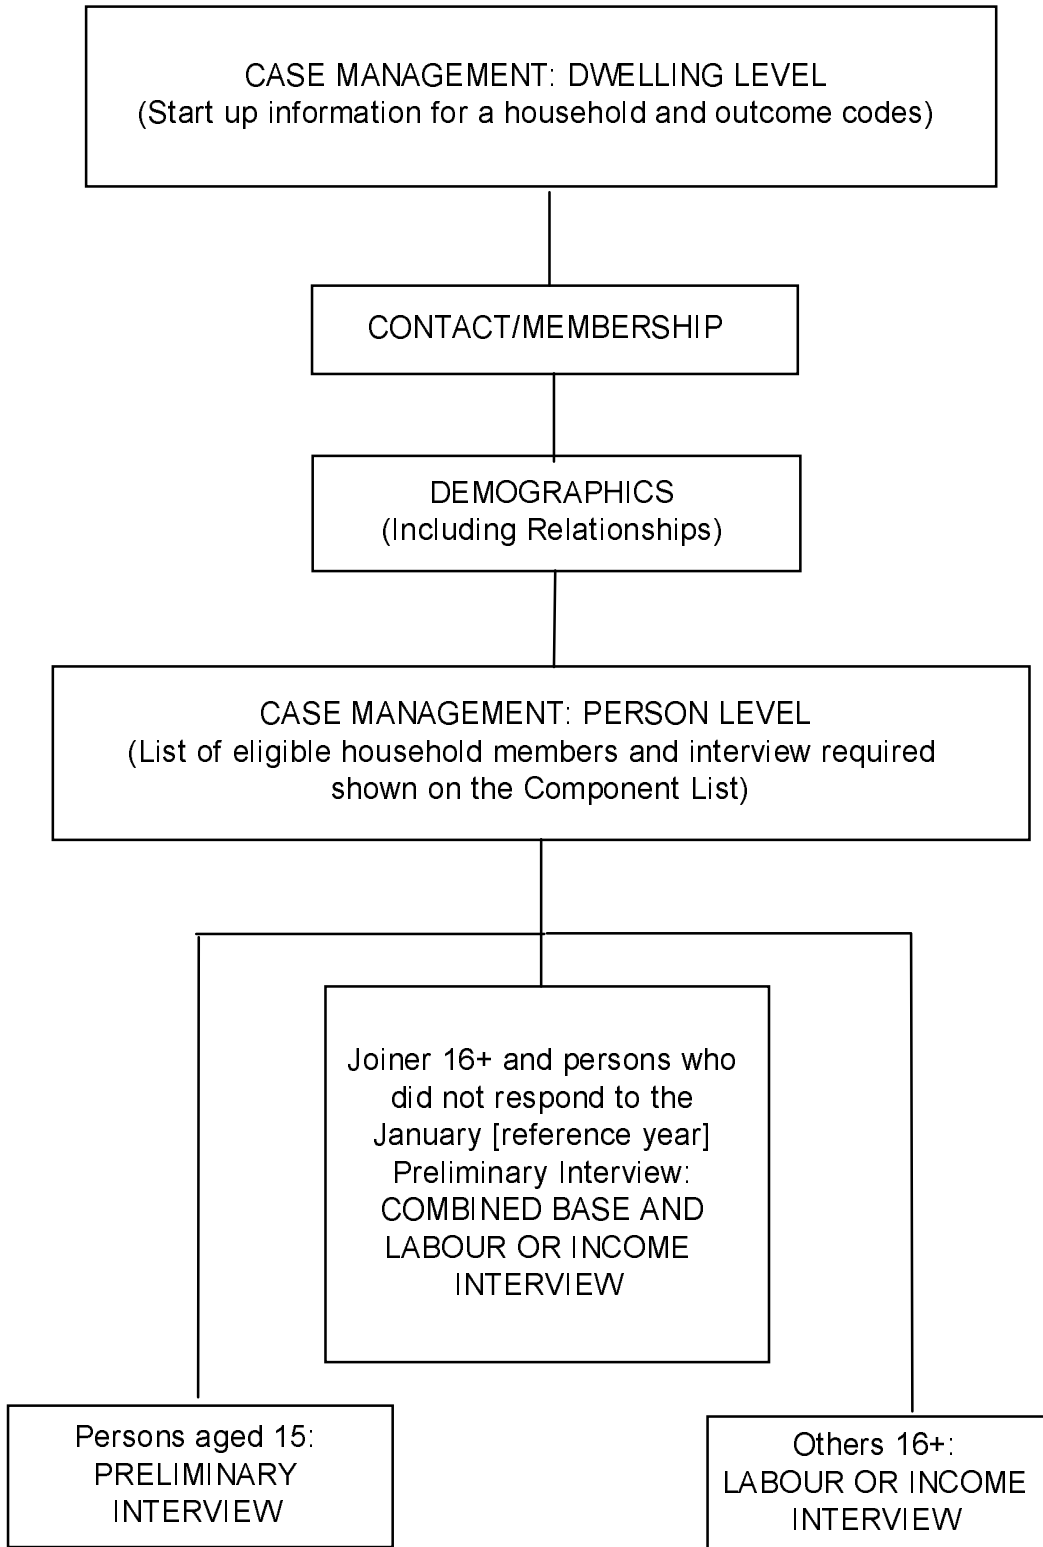 CASE MANAGEMENT: DWELLING LEVEL
(Start up information for a household and outcome codes)
CONTACT/MEMBERSHIP
DEMOGRAPHICS
(Including Relationships)
CASE MANAGEMENT: PERSON LEVEL
(List of eligible household members and interview required
shown on the Component List)
Joiner 16+ and persons who
did not respond to the
January [reference year]
Preliminary Interview:
COMBINED BASE AND
LABOUR OR INCOME
INTERVIEW
Persons aged 15:
PRELIMINARY
INTERVIEW
Others 16+:
LABOUR OR INCOME
INTERVIEW